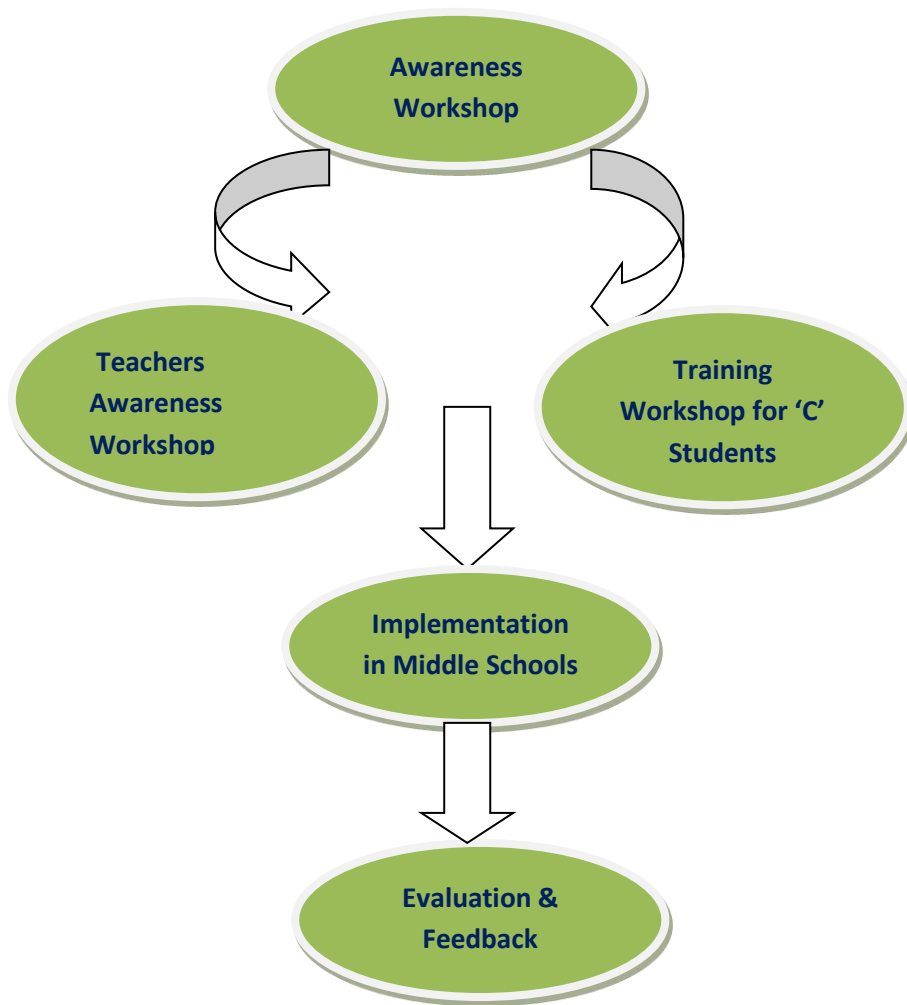 Awareness
Workshop
Teachers
Awareness
Workshop
Training
Workshop for ‘C’
Students
Implementation
in Middle Schools
Evaluation &
Feedback